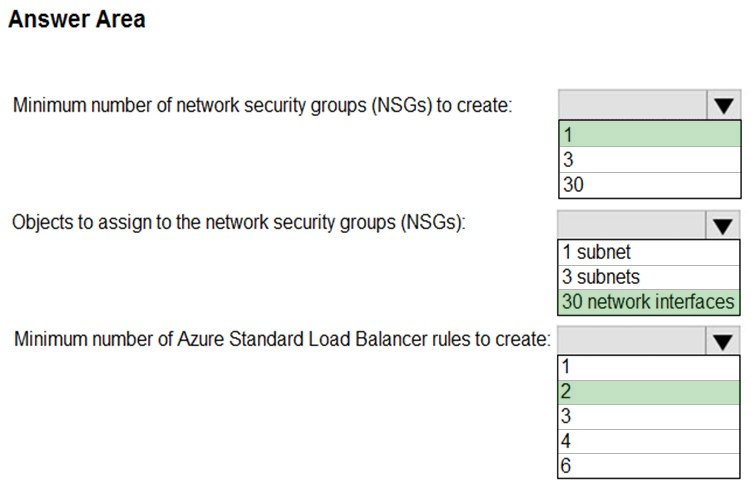 Answer Area
Minimum number of network security groups (NSGs) to create:
1
3
30
Objects to assign to the network security groups (NSGs):
1 subnet
3 subnets
30 network interfaces
Minimum number of Azure Standard Load Balancer rules to create:
1
2
3
4
6